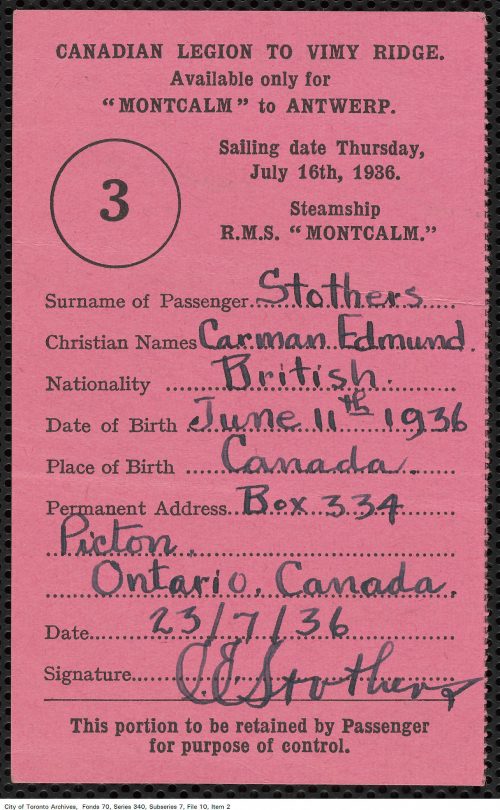 CANADIAN LEGION TO VIMY RIDGE.
Available only for
"MONTCALM" to ANTWERP.
3
Sailing date Thursday,
July 16th, 1936.
Steamship
R.M.S. "MONTCALM."
Surname of Passenger Stothers
Christian Names Carman Edmund.
Nationality British.
Date of Birth June 11th 1936
Place of Birth Canada.
Permanent Address Box 334
Picton.
Ontario, Canada.
Date 23/7/36
Signature C E Stothers
This portion to be retained by Passenger
for purpose of control.
City of Toronto Archives, Fonds 70, Series 340, Subseries 7, File 10, Item 2